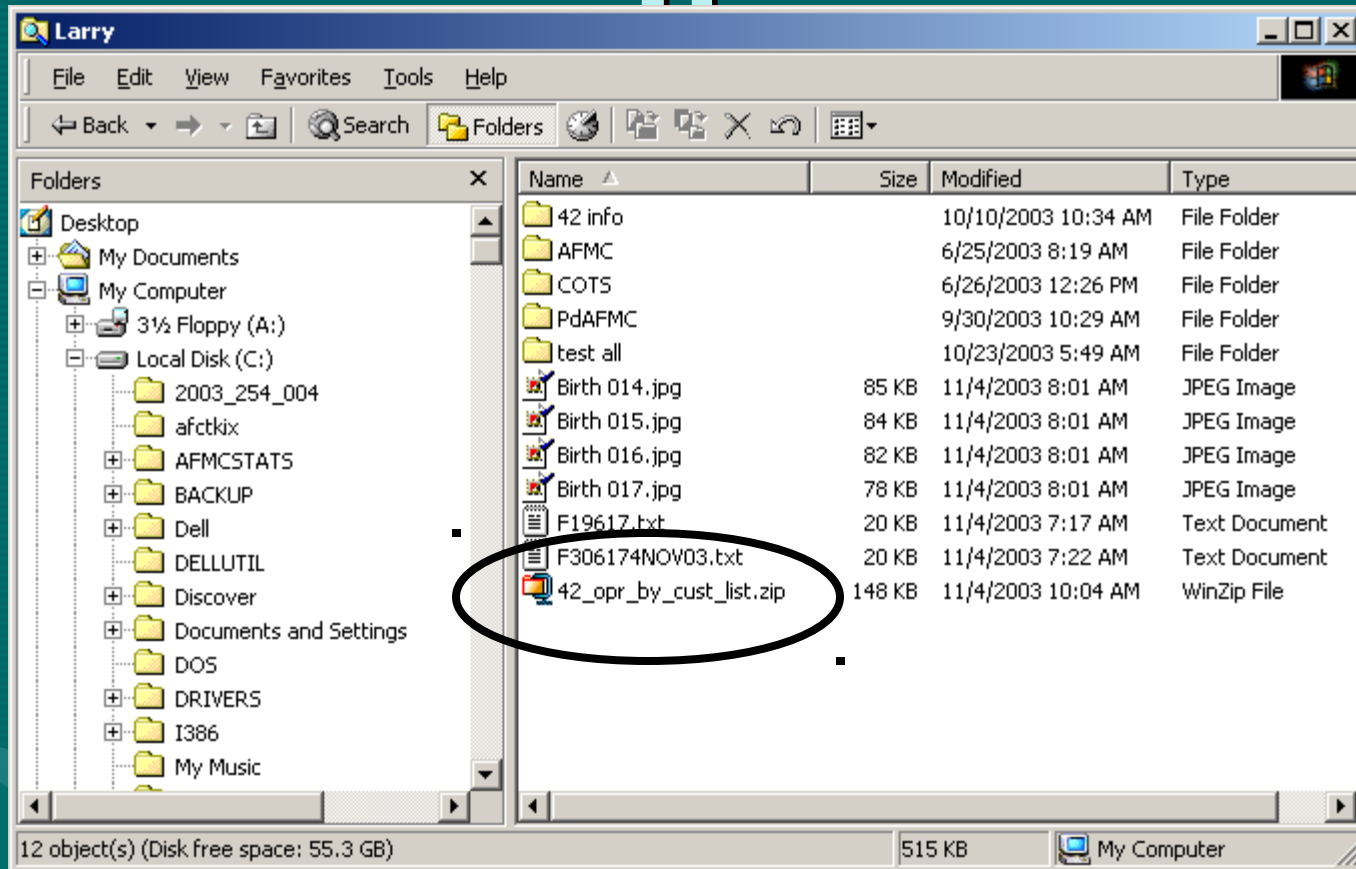 Larry
File Edit View Favorites Tools Help
Back Search Folders
Folders
Desktop
My Documents
My Computer
3½ Floppy (A:)
Local Disk (C:)
2003_254_004
afctkix
AFMCSTATS
BACKUP
Dell
DELLUTIL
Discover
Documents and Settings
DOS
DRIVERS
I386
My Music
Name Size Modified Type
42 info 10/10/2003 10:34 AM File Folder
AFMC 6/25/2003 8:19 AM File Folder
COTS 6/26/2003 12:26 PM File Folder
PdAFMC 9/30/2003 10:29 AM File Folder
test all 10/23/2003 5:49 AM File Folder
Birth 014.jpg 85 KB 11/4/2003 8:01 AM JPEG Image
Birth 015.jpg 84 KB 11/4/2003 8:01 AM JPEG Image
Birth 016.jpg 82 KB 11/4/2003 8:01 AM JPEG Image
Birth 017.jpg 78 KB 11/4/2003 8:01 AM JPEG Image
F19617.txt 20 KB 11/4/2003 7:17 AM Text Document
F306174NOV03.txt 20 KB 11/4/2003 7:22 AM Text Document
42_opr_by_cust_list.zip 148 KB 11/4/2003 10:04 AM WinZip File
12 object(s) (Disk free space: 55.3 GB) 515 KB My Computer